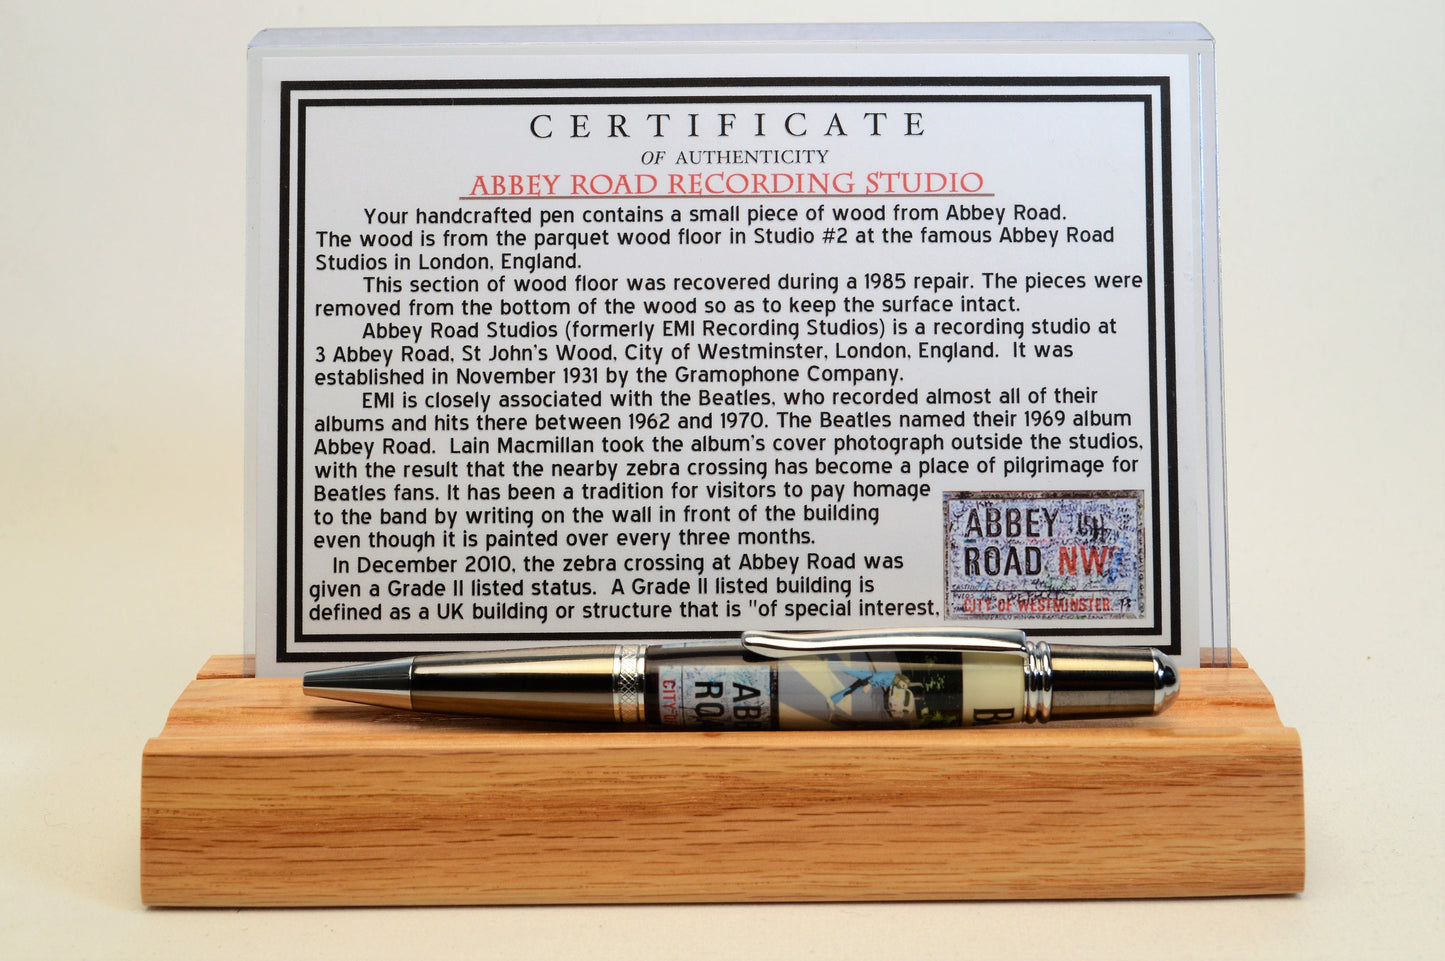 CERTIFICATE
OF AUTHENTICITY
ABBEY ROAD RECORDING STUDIO
Your handcrafted pen contains a small piece of wood from Abbey Road.
The wood is from the parquet wood floor in Studio #2 at the famous Abbey Road
Studios in London, England.
This section of wood floor was recovered during a 1985 repair. The pieces were
removed from the bottom of the wood so as to keep the surface intact.
Abbey Road Studios (formerly EMI Recording Studios) is a recording studio at
3 Abbey Road, St John's Wood, City of Westminster, London, England. It was
established in November 1931 by the Gramophone Company.
EMI is closely associated with the Beatles, who recorded almost all of their
albums and hits there between 1962 and 1970. The Beatles named their 1969 album
Abbey Road. Lain Macmillan took the album's cover photograph outside the studios,
with the result that the nearby zebra crossing has become a place of pilgrimage for
Beatles fans. It has been a tradition for visitors to pay homage
to the band by writing on the wall in front of the building
even though it is painted over every three months.
In December 2010, the zebra crossing at Abbey Road was
given a Grade II listed status. A Grade II listed building is
defined as a UK building or structure that is "of special interest,
ABBEY
ROAD NW
CITY OF WESTMINSTER
ABB
ROA
CITY OF
B